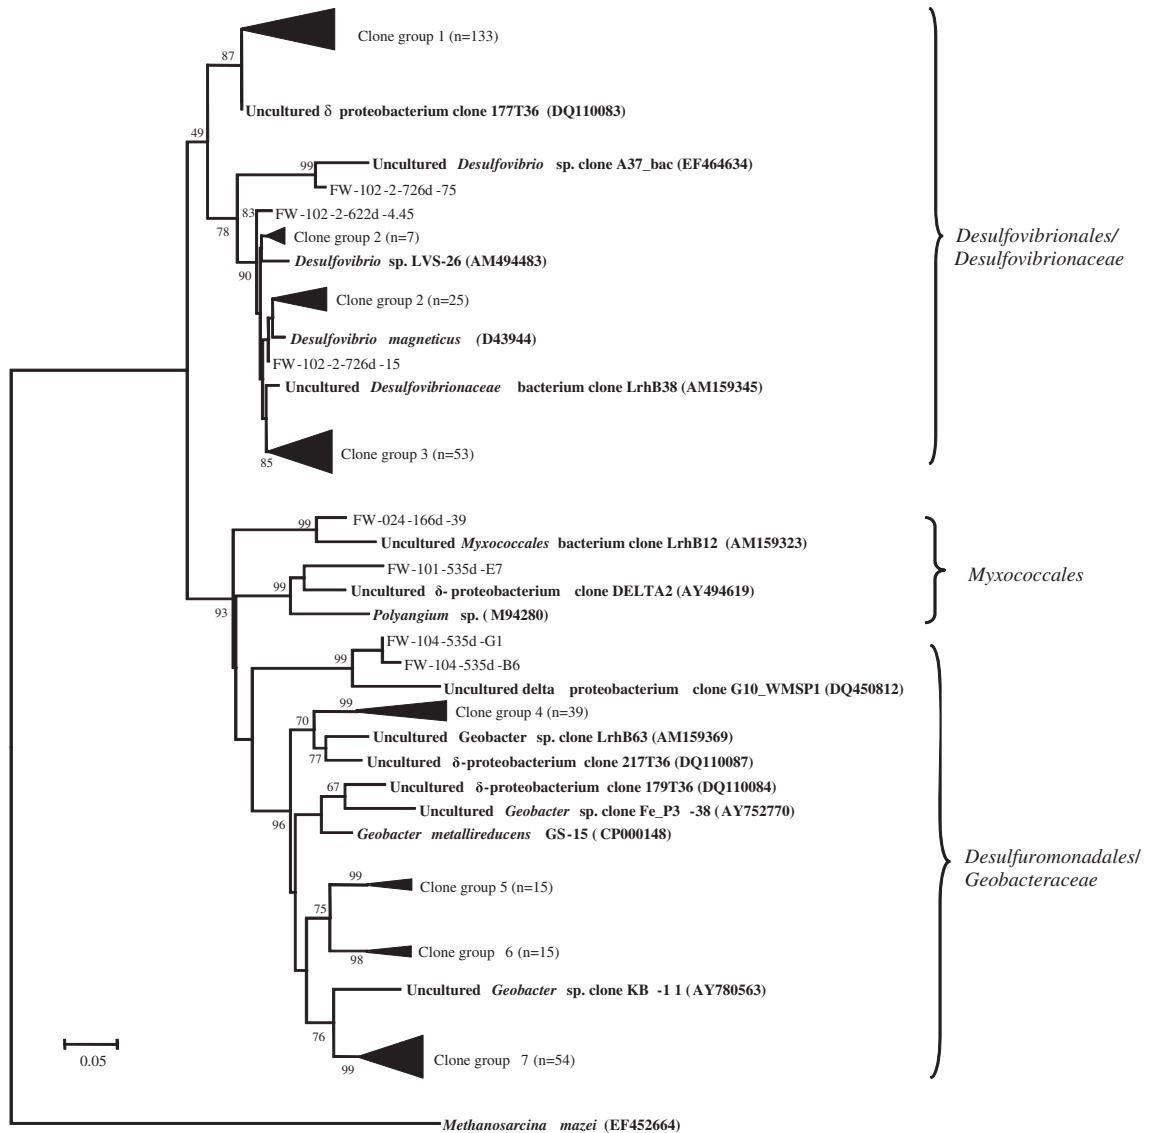 Clone group 1 (n=133)
87
Uncultured δ proteobacterium clone 177T36 (DQ110083)
49
Uncultured Desulfovibrio sp. clone A37_bac (EF464634)
99
FW-102-2-726d-75
83
FW-102-2-622d-4.45
78
Clone group 2 (n=7)
Desulfovibrio sp. LVS-26 (AM494483)
90
Clone group 2 (n=25)
Desulfovibrio magneticus (D43944)
FW-102-2-726d-15
Uncultured Desulfovibrionaceae bacterium clone LrhB38 (AM159345)
Clone group 3 (n=53)
85
Desulfovibrionales/
Desulfovibrionaceae
FW-024-166d-39
99
Uncultured Myxococcales bacterium clone LrhB12 (AM159323)
FW-101-535d-E7
99
Uncultured δ- proteobacterium clone DELTA2 (AY494619)
93
Polyangium sp. ( M94280)
Myxococcales
FW-104-535d-G1
99
FW-104-535d-B6
Uncultured delta proteobacterium clone G10_WMSP1 (DQ450812)
99
Clone group 4 (n=39)
70
Uncultured Geobacter sp. clone LrhB63 (AM159369)
77
Uncultured δ-proteobacterium clone 217T36 (DQ110087)
67
Uncultured δ-proteobacterium clone 179T36 (DQ110084)
Uncultured Geobacter sp. clone Fe_P3 -38 (AY752770)
96
Geobacter metallireducens GS-15 ( CP000148)
99
Clone group 5 (n=15)
75
Clone group 6 (n=15)
98
Uncultured Geobacter sp. clone KB -1 1 ( AY780563)
76
Clone group 7 (n=54)
99
Desulfuromonadales/
Geobacteraceae
0.05
Methanosarcina mazei (EF452664)